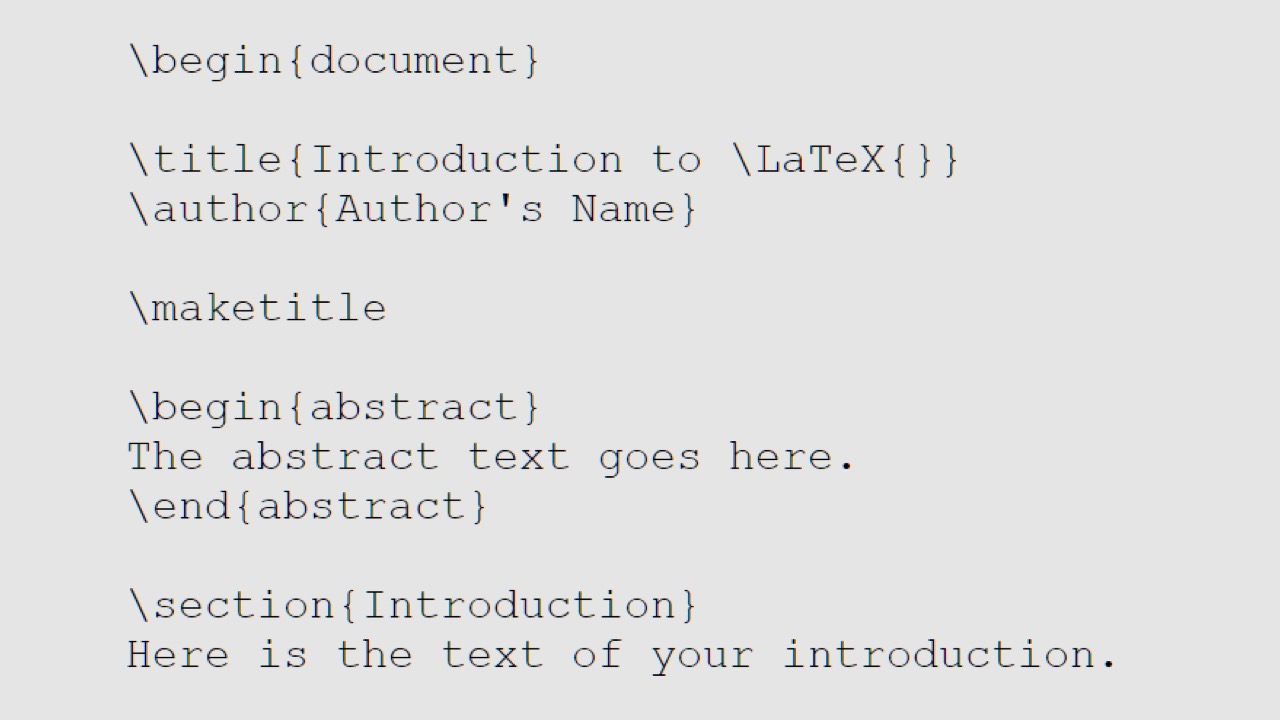 \begin{document}
\title{Introduction to \LaTeX{}}
\author{Author's Name}
\maketitle
\begin{abstract}
The abstract text goes here.
\end{abstract}
\section{Introduction}
Here is the text of your introduction.